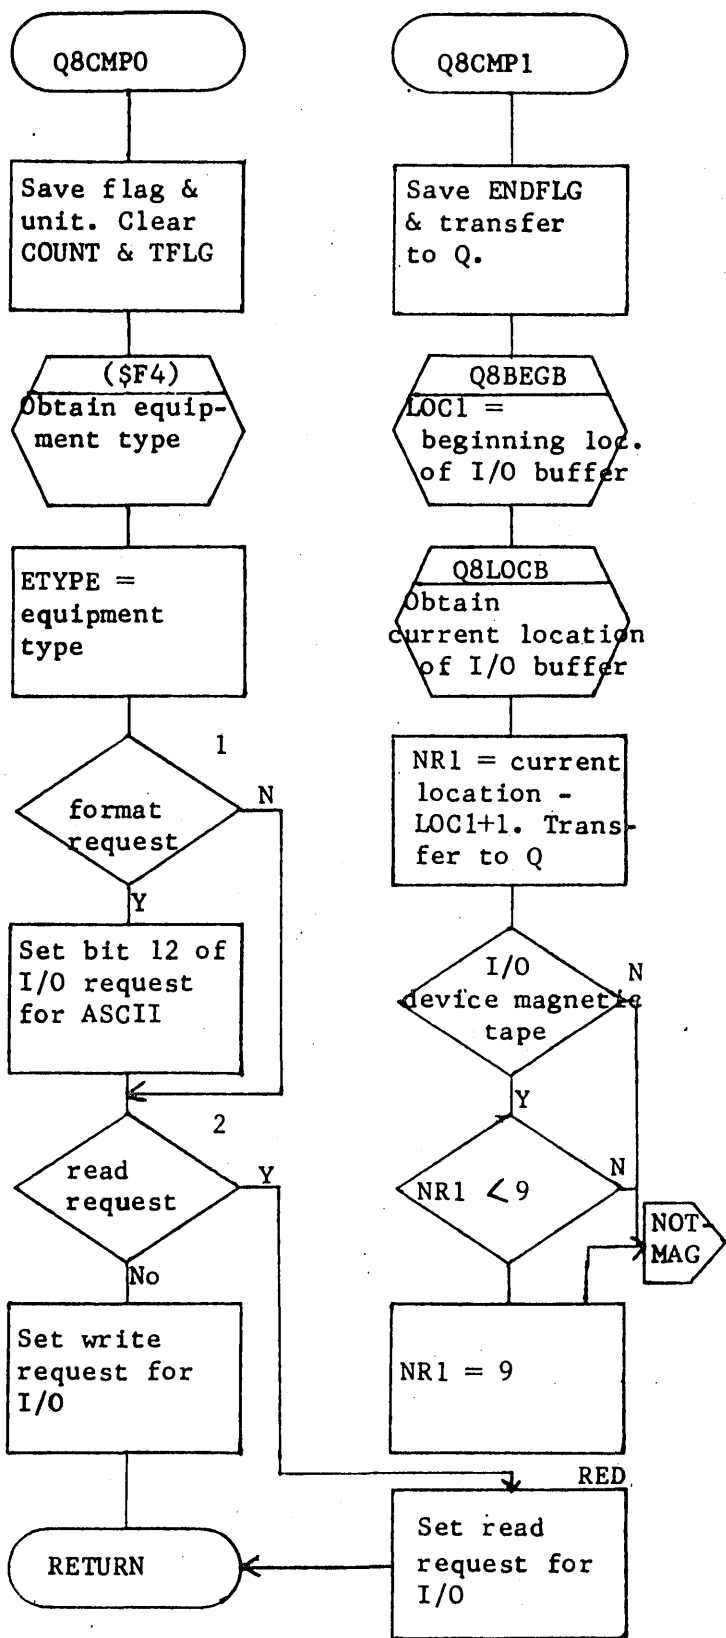 Q8CMP0
Save flag &
unit. Clear
COUNT & TFLG
($F4)
Obtain equip-
ment type
ETYPE =
equipment
type
1
format
request
N
Y
Set bit 12 of
I/O request
for ASCII
2
read
request
Y
No
Set write
request for
I/O
RETURN
Q8CMP1
Save ENDFLG
& transfer
to Q.
Q8BEGB
LOC1 =
beginning loc.
of I/O buffer
Q8LOCB
Obtain
current location
of I/O buffer
NR1 = current
location -
LOC1+1. Trans-
fer to Q
I/O
device magnetic
tape
N
Y
NR1 < 9
N
NOT-
MAG
NR1 = 9
RED
Set read
request for
I/O